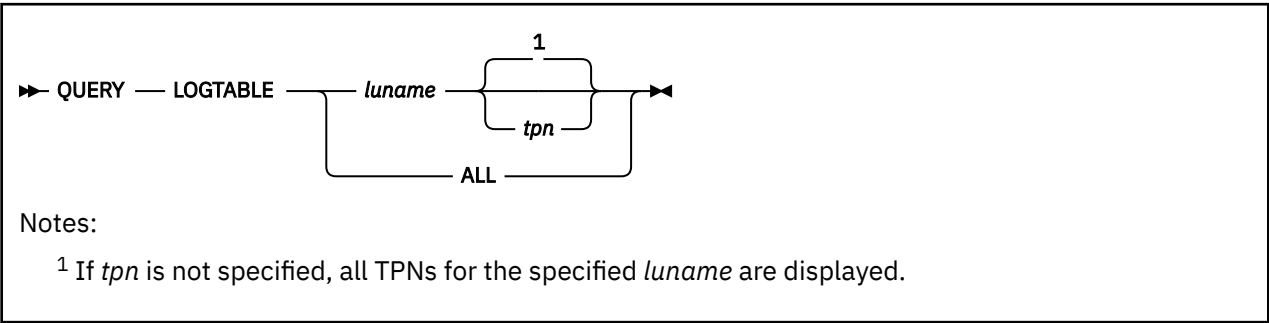 1
QUERY LOGTABLE luname
tpn
ALL
Notes:
1 If tpn is not specified, all TPNs for the specified luname are displayed.